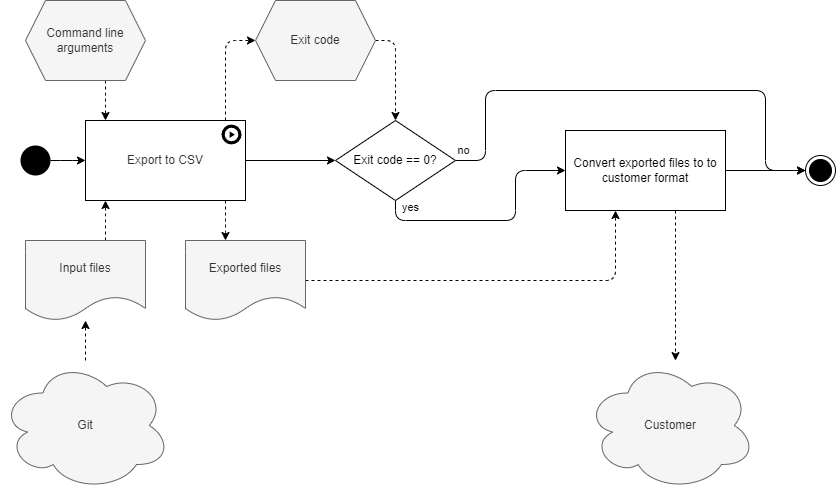 Command line
arguments
Exit code
Export to CSV
Exit code == 0?
no
yes
Convert exported files to to
customer format
Input files
Exported files
Git
Customer